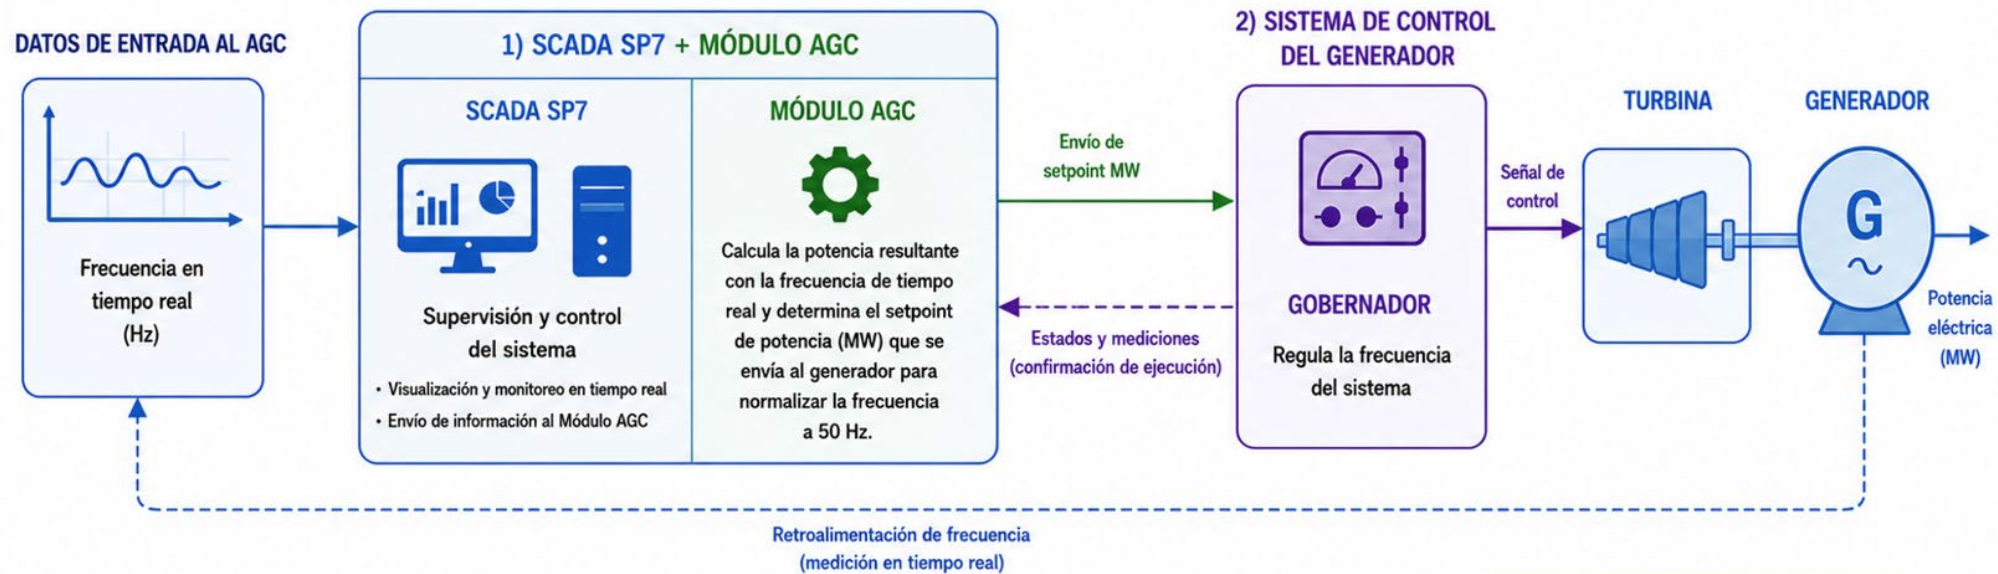 DATOS DE ENTRADA AL AGC
Frecuencia en
tiempo real
(Hz)
1) SCADA SP7 + MÓDULO AGC
SCADA SP7
Supervisión y control
del sistema
• Visualización y monitoreo en tiempo real
• Envío de información al Módulo AGC
MÓDULO AGC
Calcula la potencia resultante
con la frecuencia de tiempo
real y determina el setpoint
de potencia (MW) que se
envía al generador para
normalizar la frecuencia
a 50 Hz.
Envío de
setpoint MW
Estados y mediciones
(confirmación de ejecución)
2) SISTEMA DE CONTROL
DEL GENERADOR
GOBERNADOR
Regula la frecuencia
del sistema
Señal de
control
TURBINA
GENERADOR
G
Potencia
eléctrica
(MW)
Retroalimentación de frecuencia
(medición en tiempo real)